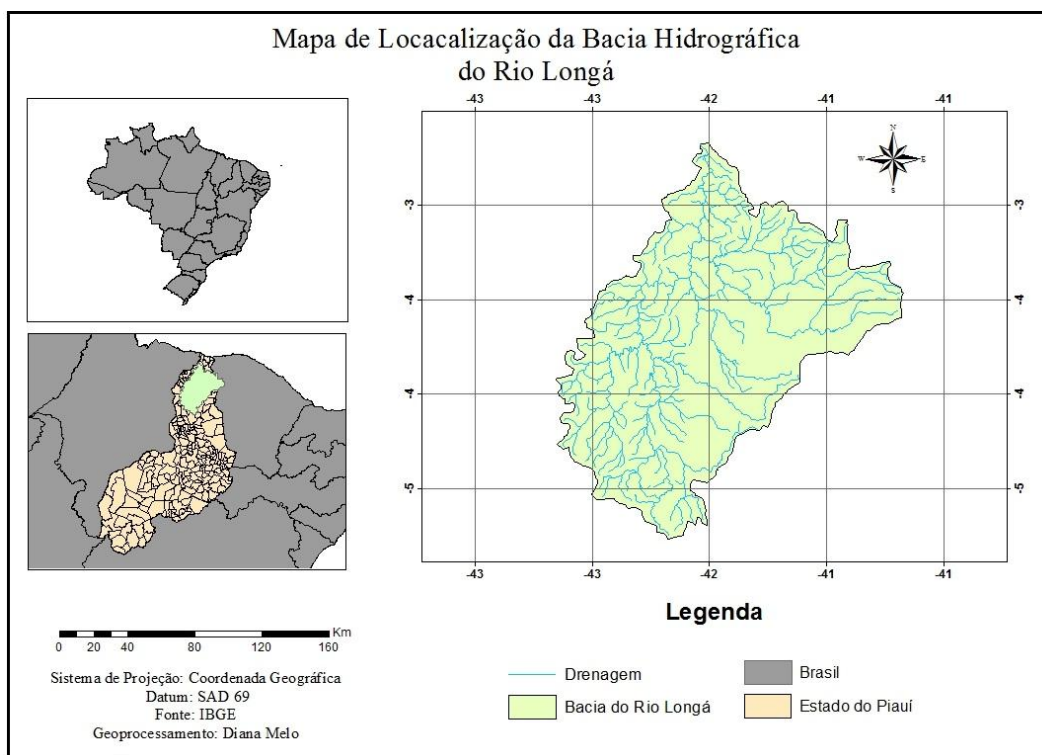 Mapa de Locacalização da Bacia Hidrográfica
do Rio Longá
-43 -43 -42 -41 -41
N
W E
S
-3 -3
-4 -4
-4 -4
-5 -5
-43 -43 -42 -41 -41
Km
0 20 40 80 120 160
Sistema de Projeção: Coordenada Geográfica
Datum: SAD 69
Fonte: IBGE
Geoprocessamento: Diana Melo
Legenda
Drenagem
Bacia do Rio Longá
Brasil
Estado do Piauí